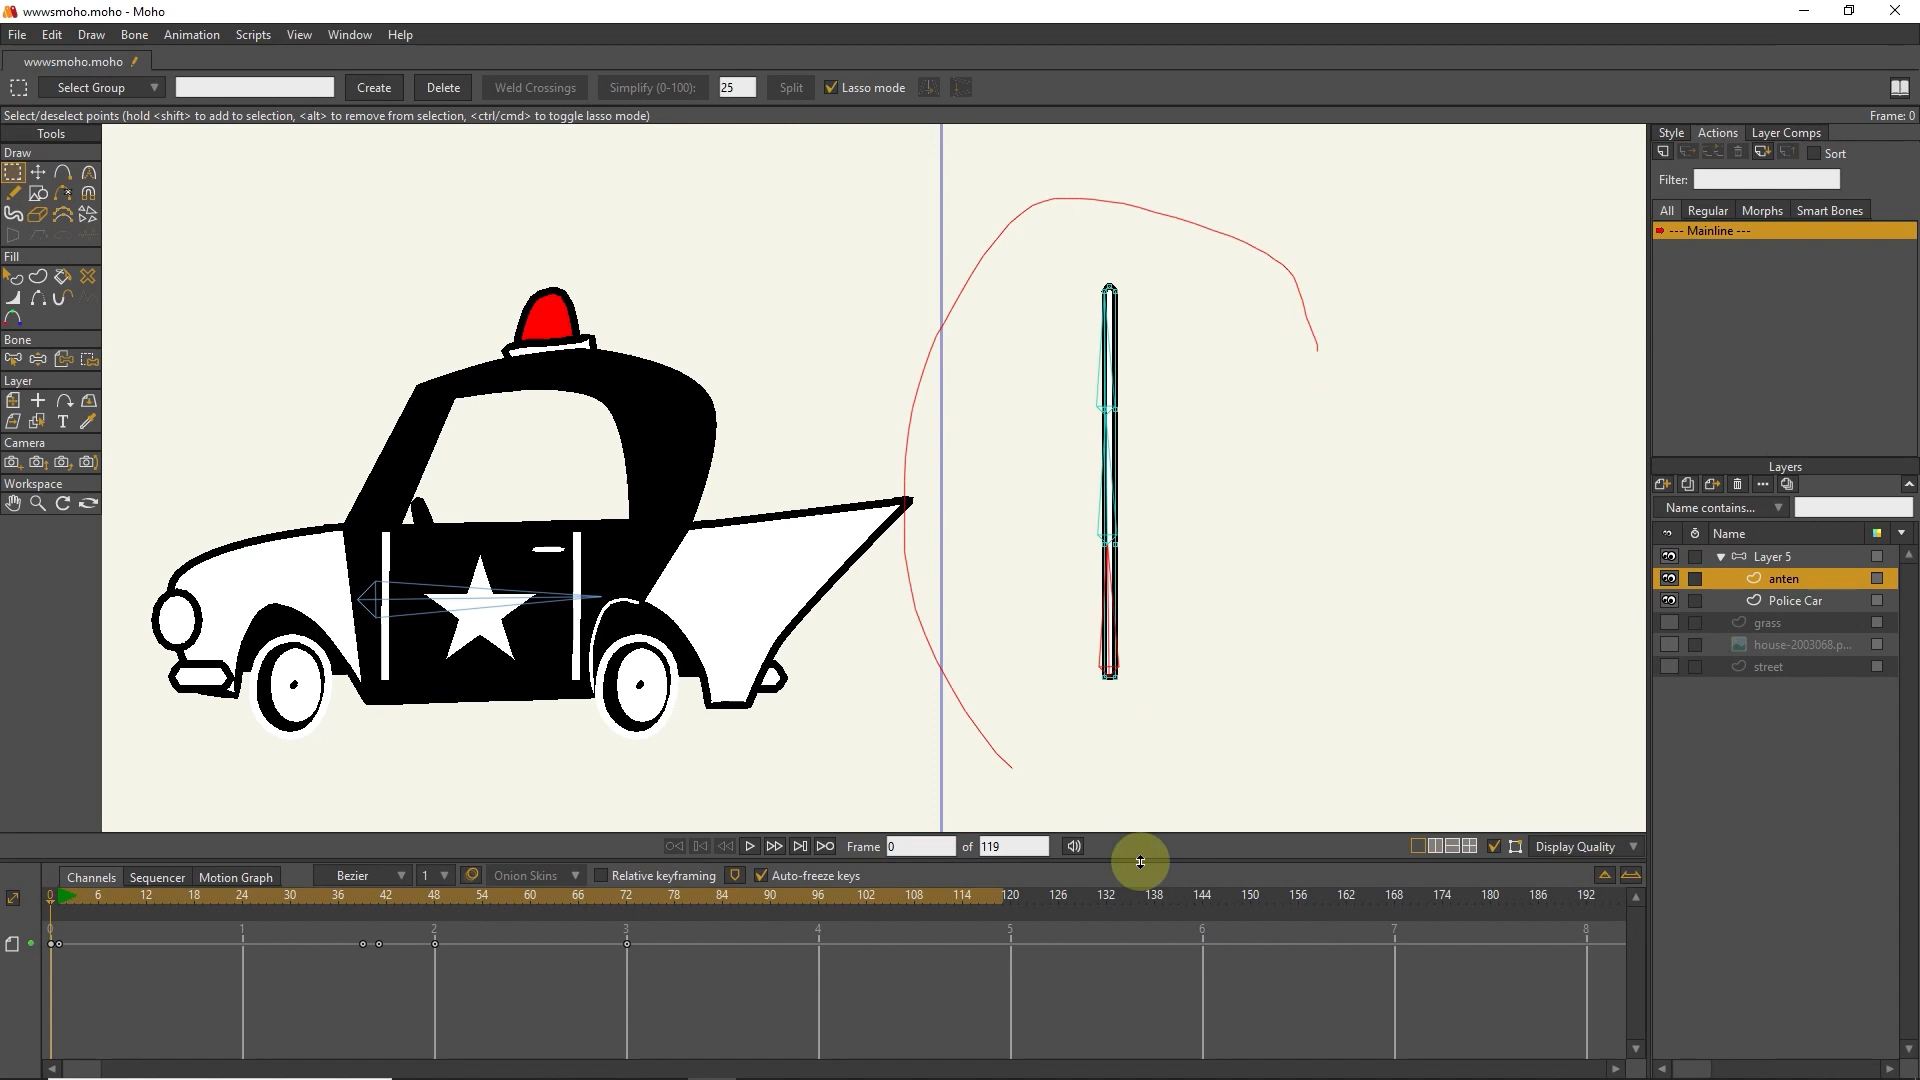 wwwsmoho.moho - Moho
File Edit Draw Bone Animation Scripts View Window Help
wwwsmoho.moho
Select Group Create Delete Weld Crossings Simplify (0-100): 25 Split Lasso mode
Select/deselect points (hold <shift> to add to selection, <alt> to remove from selection, <ctrl/cmd> to toggle lasso mode) Frame: 0
Tools
Draw
Fill
Bone
Layer
T
Camera
Workspace
Style Actions Layer Comps
Sort
Filter:
All Regular Morphs Smart Bones
--- Mainline ---
Layers
Name contains...
Name
Layer 5
anten
Police Car
grass
house-2003068.p...
street
Frame 0 of 119 Display Quality
Channels Sequencer Motion Graph Bezier 1 Onion Skins Relative keyframing Auto-freeze keys
0 6 12 18 24 30 36 42 48 54 60 66 72 78 84 90 96 102 108 114 120 126 132 138 144 150 156 162 168 174 180 186 192
0 1 2 3 4 5 6 7 8